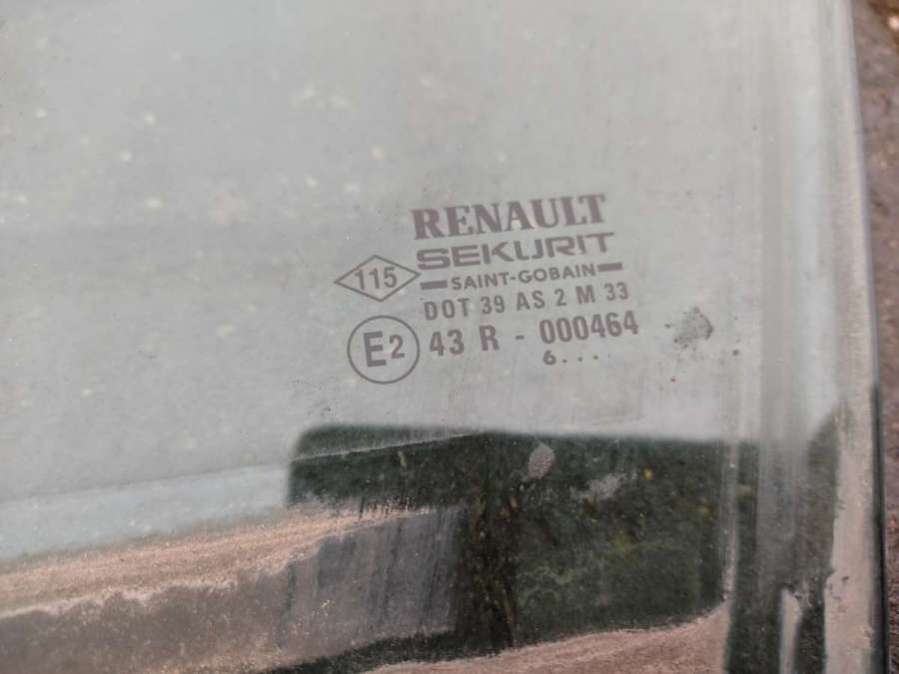 RENAULT
SEKURIT
115
SAINT-GOBAIN
DOT 39 AS 2 M 33
E2 43 R - 000464
6....